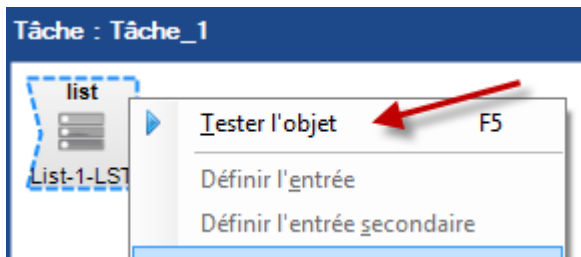 Tâche : Tâche_1
list
List-1-LST
Tester l'objet F5
Définir l'entrée
Définir l'entrée secondaire